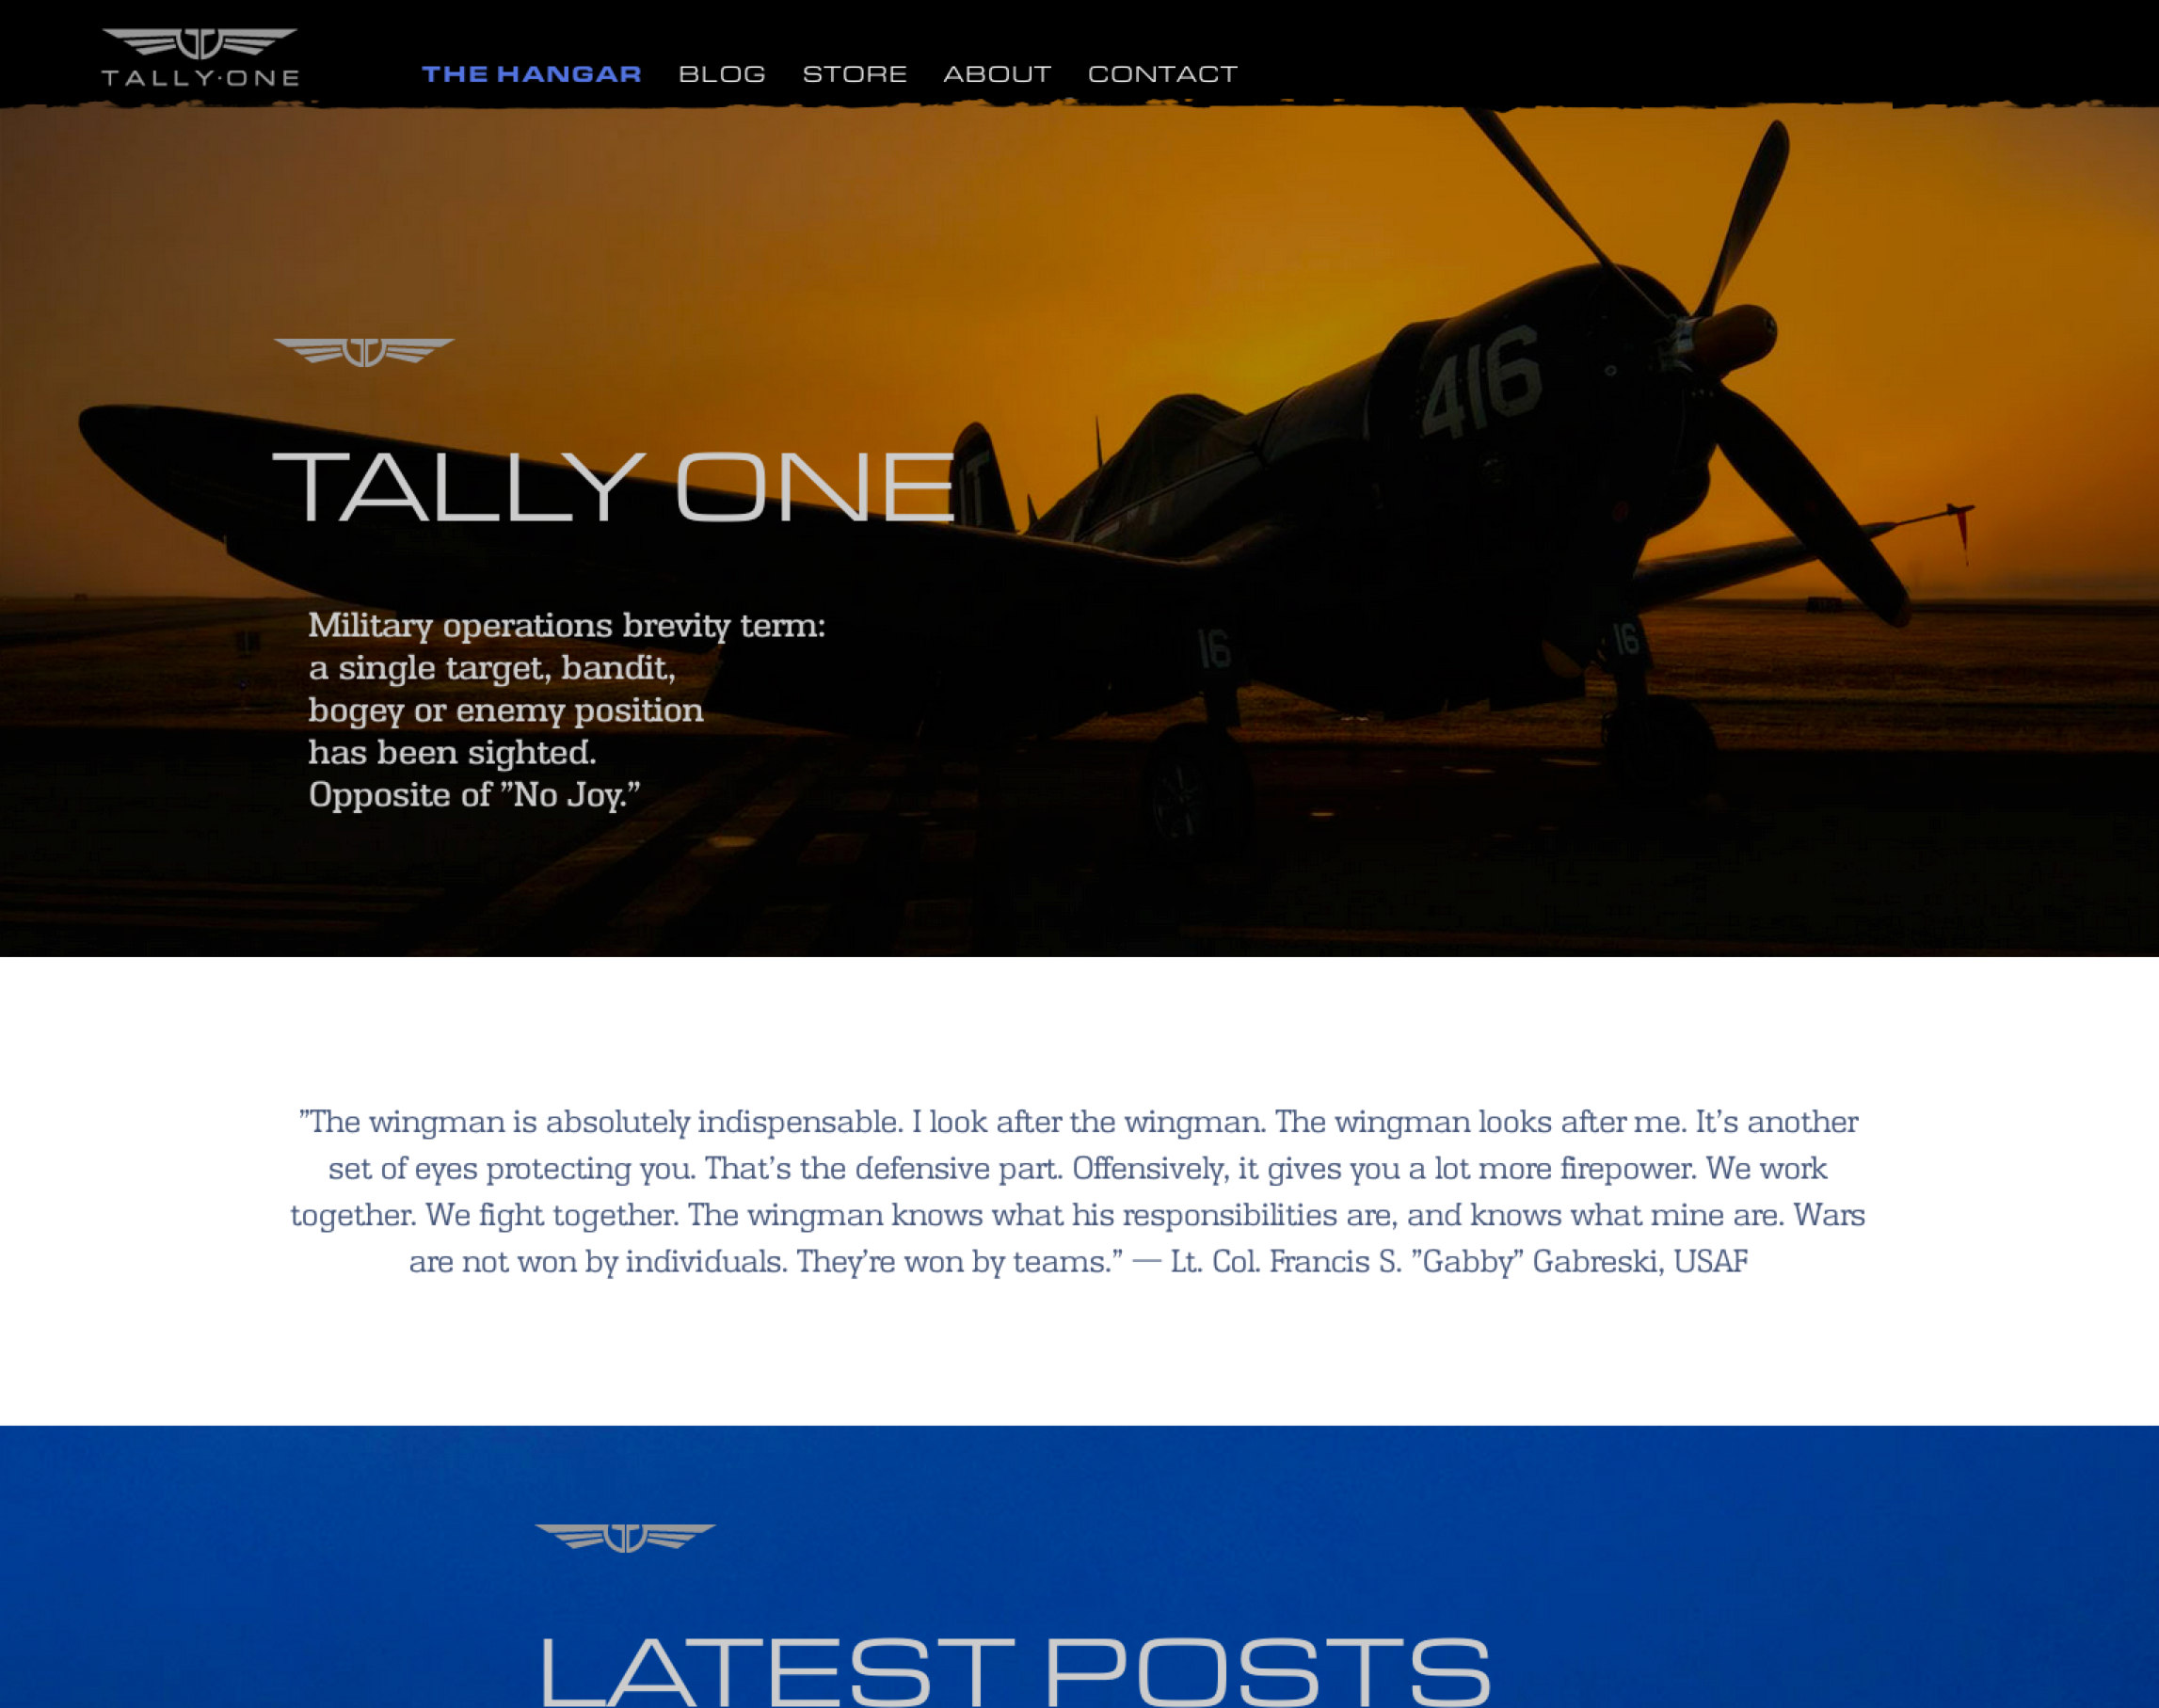 TALLY·ONE
THE HANGAR BLOG STORE ABOUT CONTACT
416
TALLY ONE
Military operations brevity term:
a single target, bandit,
bogey or enemy position
has been sighted.
Opposite of ”No Joy.”
16
16
”The wingman is absolutely indispensable. I look after the wingman. The wingman looks after me. It’s another
set of eyes protecting you. That’s the defensive part. Offensively, it gives you a lot more firepower. We work
together. We fight together. The wingman knows what his responsibilities are, and knows what mine are. Wars
are not won by individuals. They’re won by teams.” — Lt. Col. Francis S. ”Gabby” Gabreski, USAF
LATEST POSTS